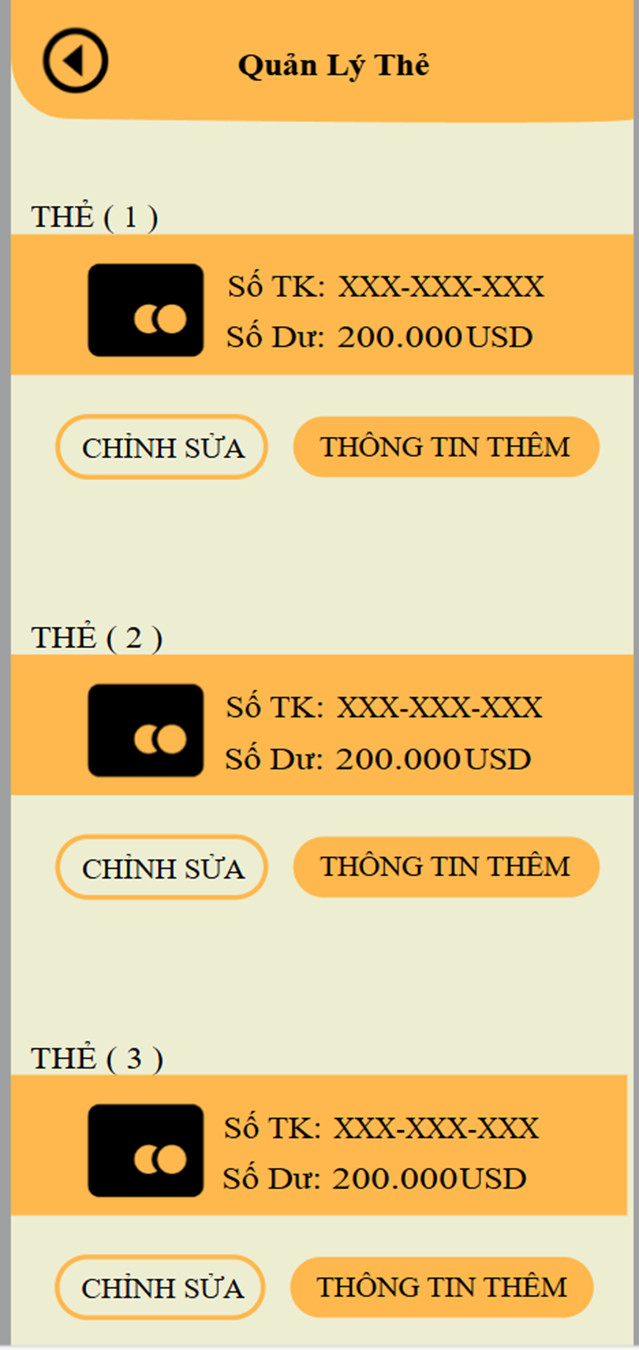 Quản Lý Thẻ
THẺ ( 1 )
Số TK: XXX-XXX-XXX
Số Dư: 200.000USD
CHỈNH SỬA
THÔNG TIN THÊM
THẺ ( 2 )
Số TK: XXX-XXX-XXX
Số Dư: 200.000USD
CHỈNH SỬA
THÔNG TIN THÊM
THẺ ( 3 )
Số TK: XXX-XXX-XXX
Số Dư: 200.000USD
CHỈNH SỬA
THÔNG TIN THÊM